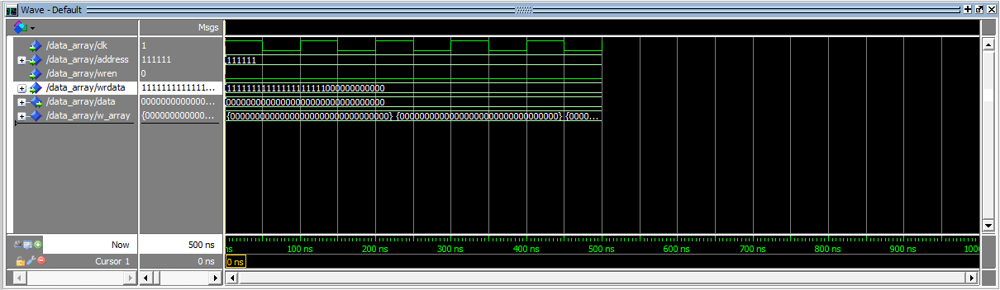 Wave - Default
Msgs
/data_array/clk 1
/data_array/address 111111 111111
/data_array/wren 0
/data_array/wrdata 1111111111111... 11111111111111111111000000000000
/data_array/data 0000000000000... 00000000000000000000000000000000
/data_array/w_array {000000000000... {00000000000000000000000000000000} {00000000000000000000000000000000} {0000...
Now 500 ns ns 100 ns 200 ns 300 ns 400 ns 500 ns 600 ns 700 ns 800 ns 900 ns 1000
Cursor 1 0 ns 0 ns